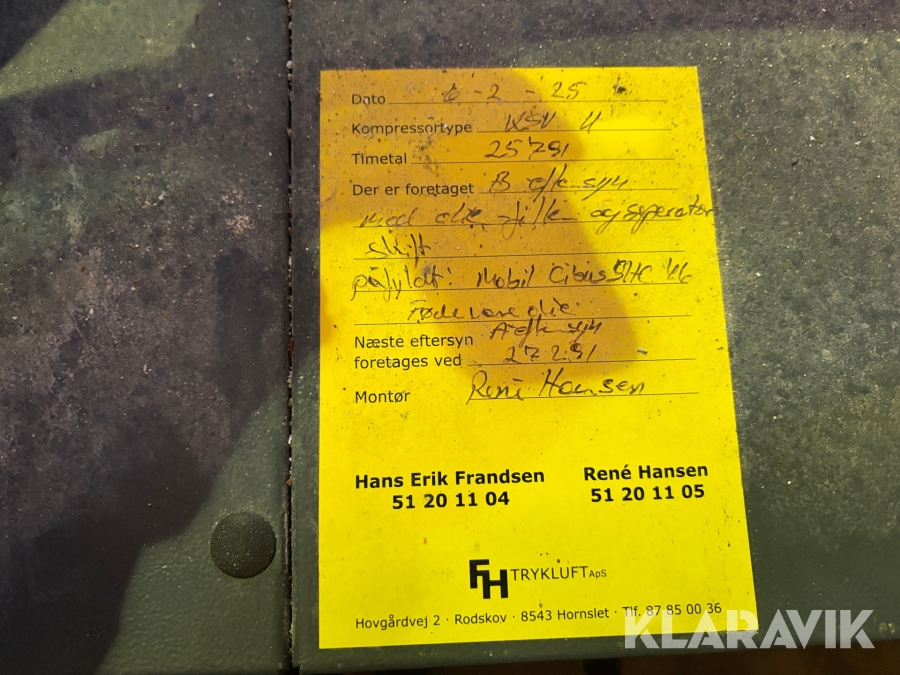 Dato 6-2-25
Kompressortype
Timetal 25791
Der er foretaget B eftersyn
med olie, filter og seperator
skift
påfyldt: Mobil Cibus SHC 46
Fødevare olie
Næste eftersyn A eftersyn
foretages ved 27291
Montør René Hansen
Hans Erik Frandsen René Hansen
51 20 11 04 51 20 11 05
FH TRYKLUFT ApS
Hovgårdvej 2 · Rodskov · 8543 Hornslet · Tlf. 87 85 00 36
KLARAVIK